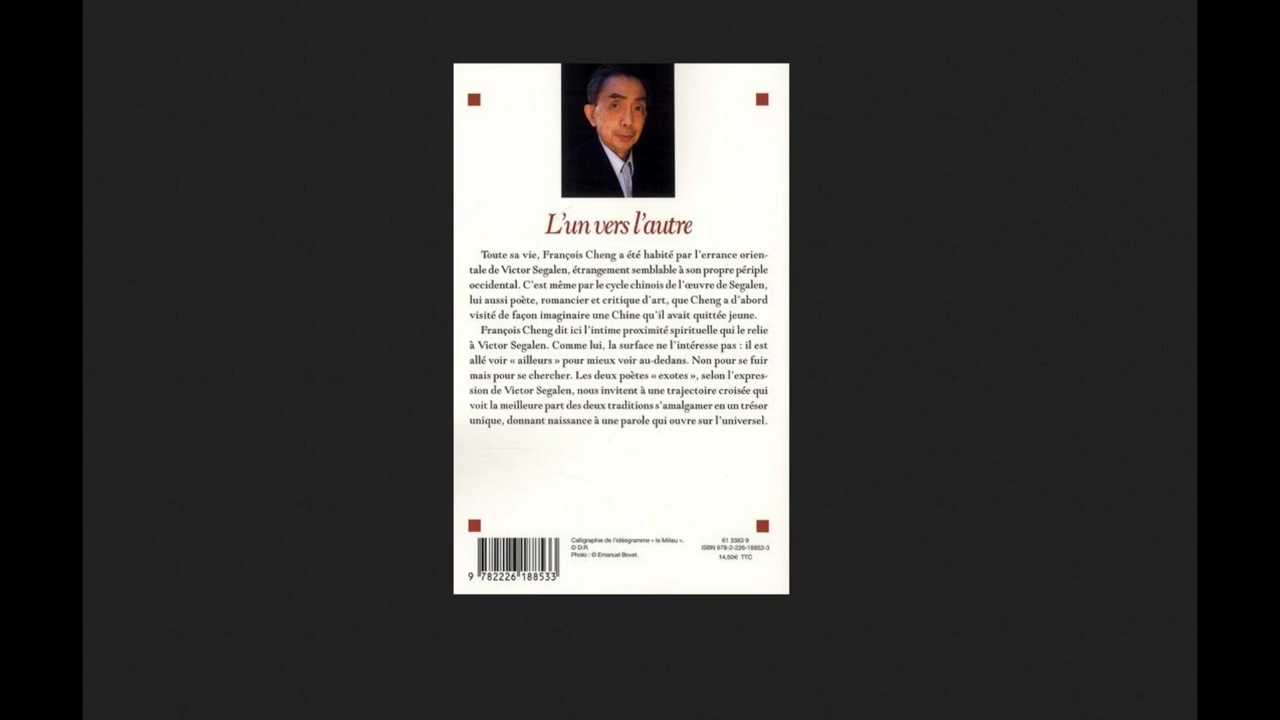 L'un vers l'autre
Toute sa vie, François Cheng a été habité par l'errance orien-
tale de Victor Segalen, étrangement semblable à son propre périple
occidental. C'est même par le cycle chinois de l'œuvre de Segalen,
lui aussi poète, romancier et critique d'art, que Cheng a d'abord
visité de façon imaginaire une Chine qu'il avait quittée jeune.
François Cheng dit ici l'intime proximité spirituelle qui le relie
à Victor Segalen. Comme lui, la surface ne l'intéresse pas : il est
allé voir « ailleurs » pour mieux voir au-dedans. Non pour se fuir
mais pour se chercher. Les deux poètes « exotes », selon l'expres-
sion de Victor Segalen, nous invitent à une trajectoire croisée qui
voit la meilleure part des deux traditions s'amalgamer en un trésor
unique, donnant naissance à une parole qui ouvre sur l'universel.
Calligraphie de l'idéogramme « le Milieu ».
© D.R.
Photo : © Emanuel Bovet.
61 3383 9
ISBN 978-2-226-18853-3
14,50€ TTC
9 782226 188533